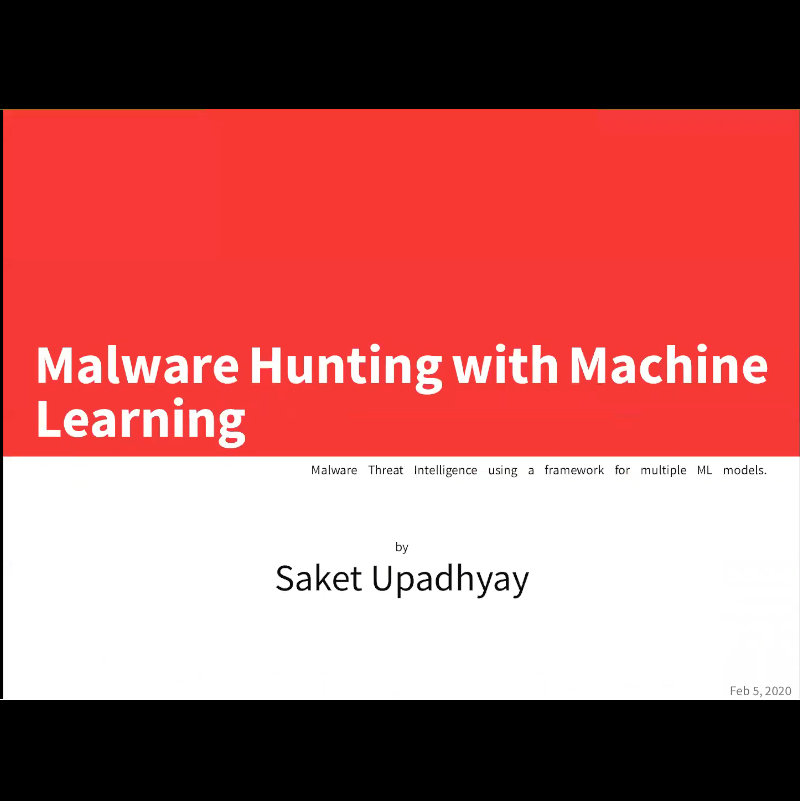 Malware Hunting with Machine
Learning
Malware Threat Intelligence using a framework for multiple ML models.
by
Saket Upadhyay
Feb 5, 2020